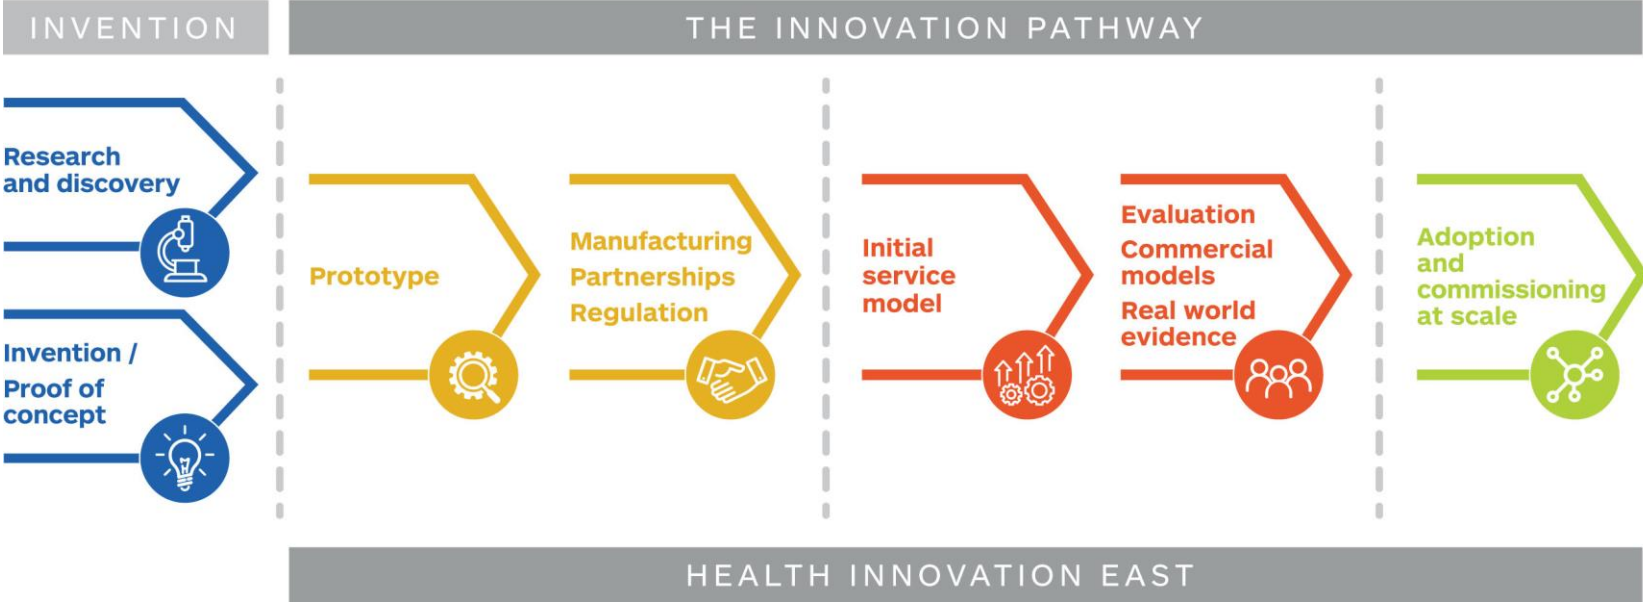 INVENTION
THE INNOVATION PATHWAY
Research
and discovery
Invention /
Proof of
concept
Prototype
Manufacturing
Partnerships
Regulation
Initial
service
model
Evaluation
Commercial
models
Real world
evidence
Adoption
and
commissioning
at scale
HEALTH INNOVATION EAST